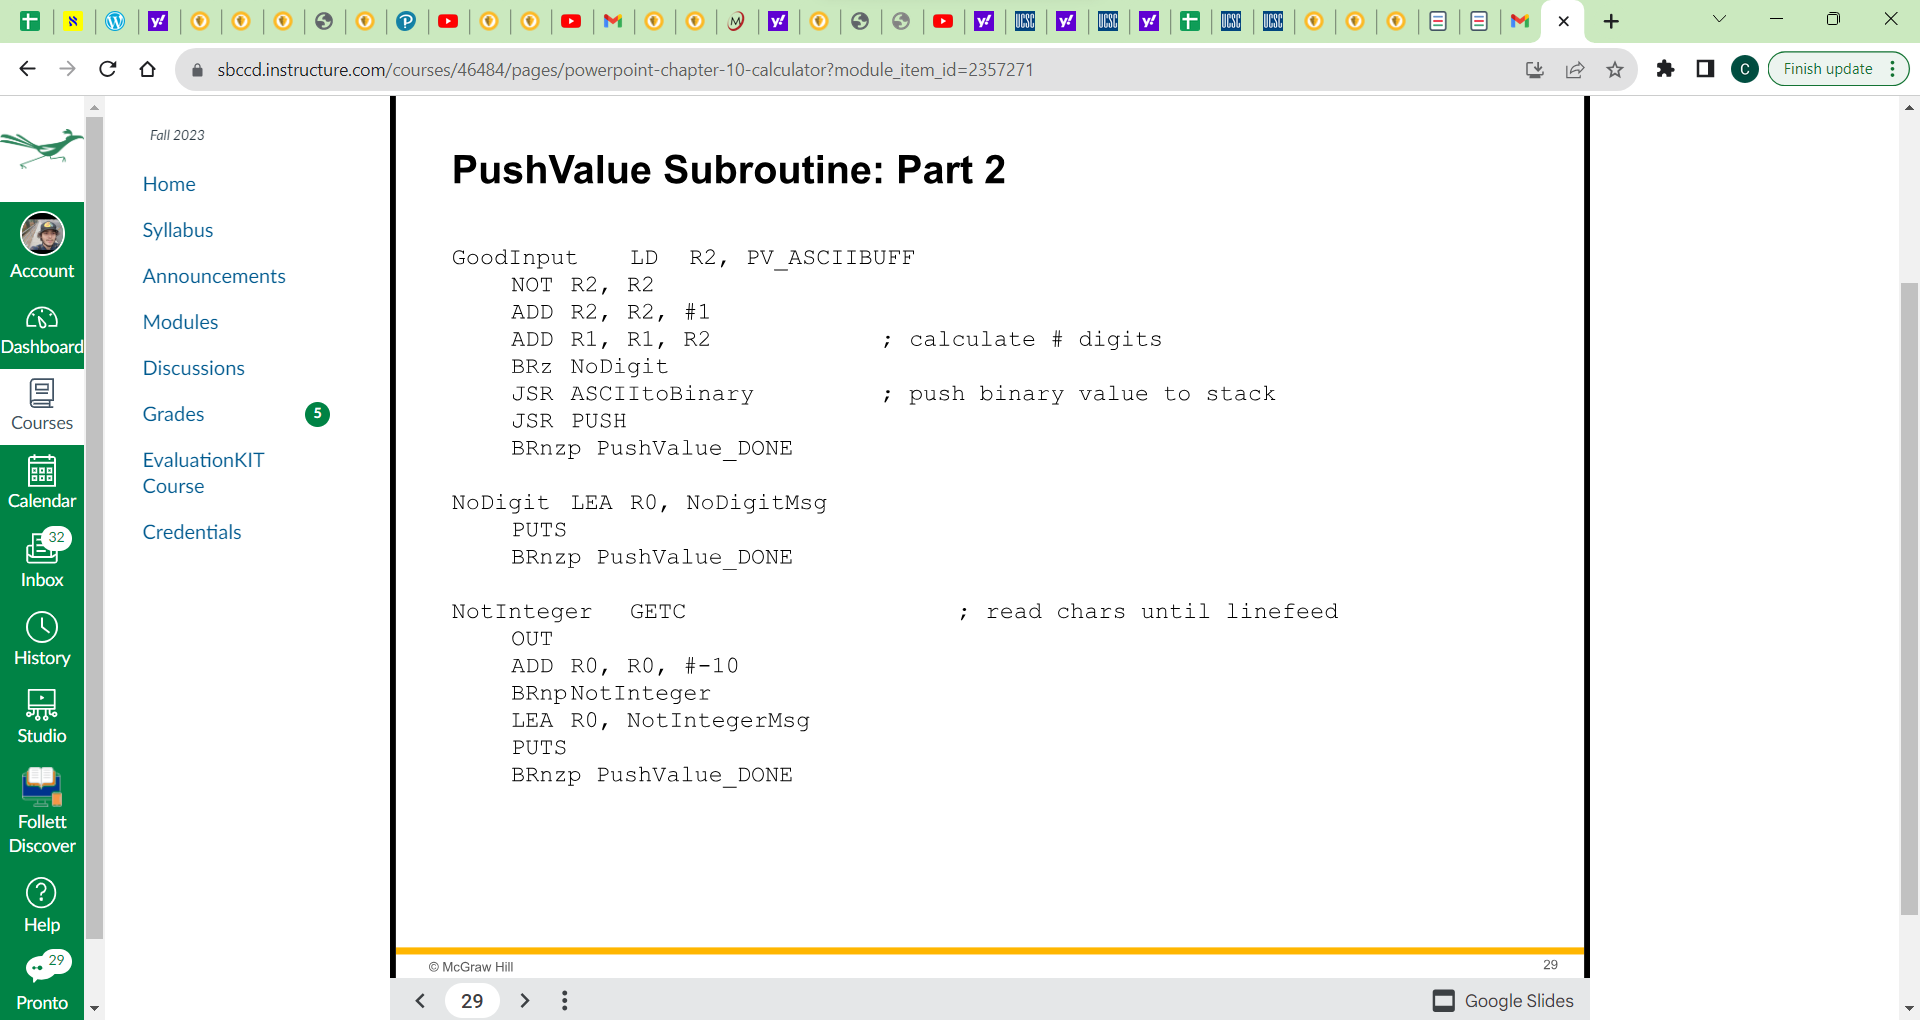 sbccd.instructure.com/courses/46484/pages/powerpoint-chapter-10-calculator?module_item_id=2357271
C
Finish update
Fall 2023
Home
Syllabus
Announcements
Modules
Discussions
Grades
5
EvaluationKIT
Course
Credentials
Account
Dashboard
Courses
Calendar
32
Inbox
History
Studio
Follett
Discover
Help
29
Pronto
PushValue Subroutine: Part 2
GoodInput LD R2, PV_ASCIIBUFF
NOT R2, R2
ADD R2, R2, #1
ADD R1, R1, R2 ; calculate # digits
BRz NoDigit
JSR ASCIItoBinary ; push binary value to stack
JSR PUSH
BRnzp PushValue_DONE
NoDigit LEA R0, NoDigitMsg
PUTS
BRnzp PushValue_DONE
NotInteger GETC ; read chars until linefeed
OUT
ADD R0, R0, #-10
BRnpNotInteger
LEA R0, NotIntegerMsg
PUTS
BRnzp PushValue_DONE
© McGraw Hill
29
29
Google Slides